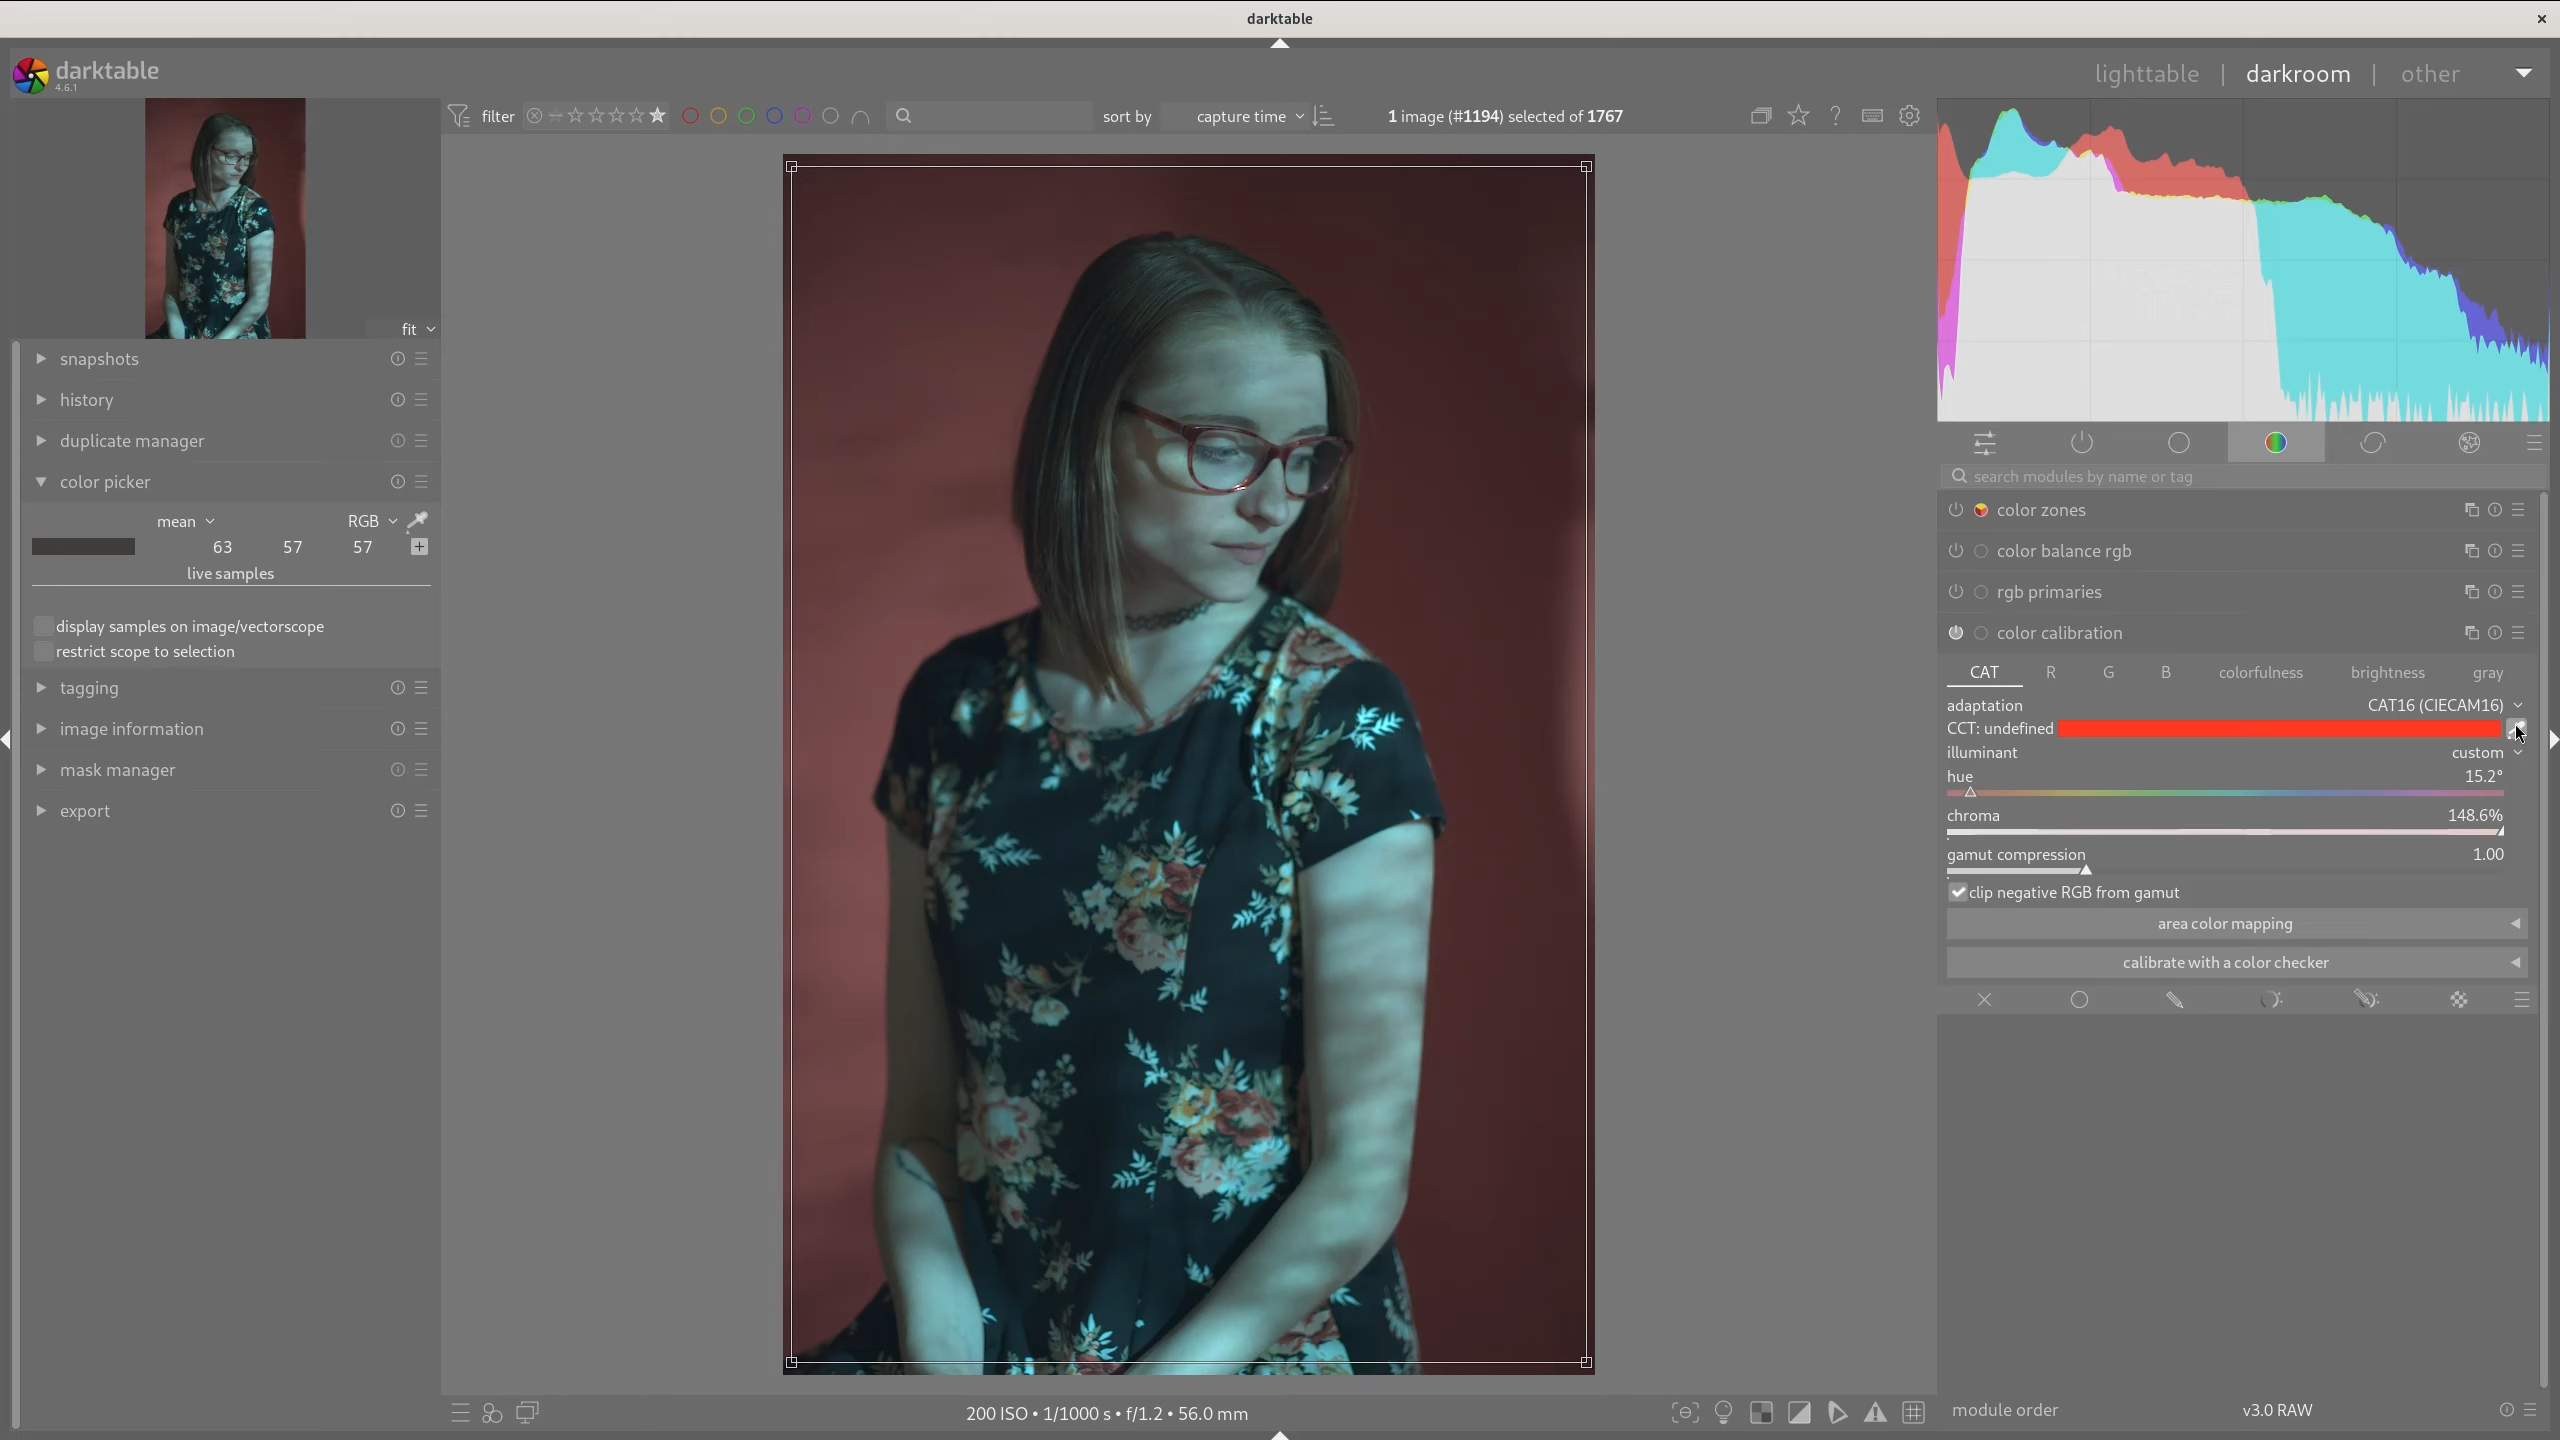 darktable
darktable
4.6.1
lighttable | darkroom | other
filter
sort by capture time
1 image (#1194) selected of 1767
fit
snapshots
history
duplicate manager
color picker
mean RGB
63 57 57
live samples
display samples on image/vectorscope
restrict scope to selection
tagging
image information
mask manager
export
search modules by name or tag
color zones
color balance rgb
rgb primaries
color calibration
CAT R G B colorfulness brightness gray
adaptation CAT16 (CIECAM16)
CCT: undefined
illuminant custom
hue 15.2°
chroma 148.6%
gamut compression 1.00
clip negative RGB from gamut
area color mapping
calibrate with a color checker
200 ISO • 1/1000 s • f/1.2 • 56.0 mm
module order v3.0 RAW